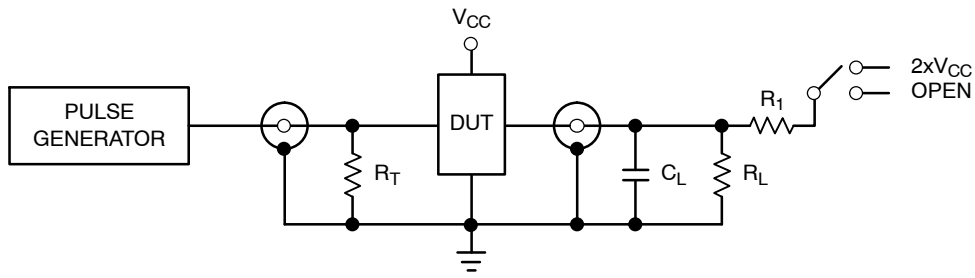 V_CC
2xV_CC
OPEN
R_1
PULSE
GENERATOR
DUT
R_T
C_L
R_L